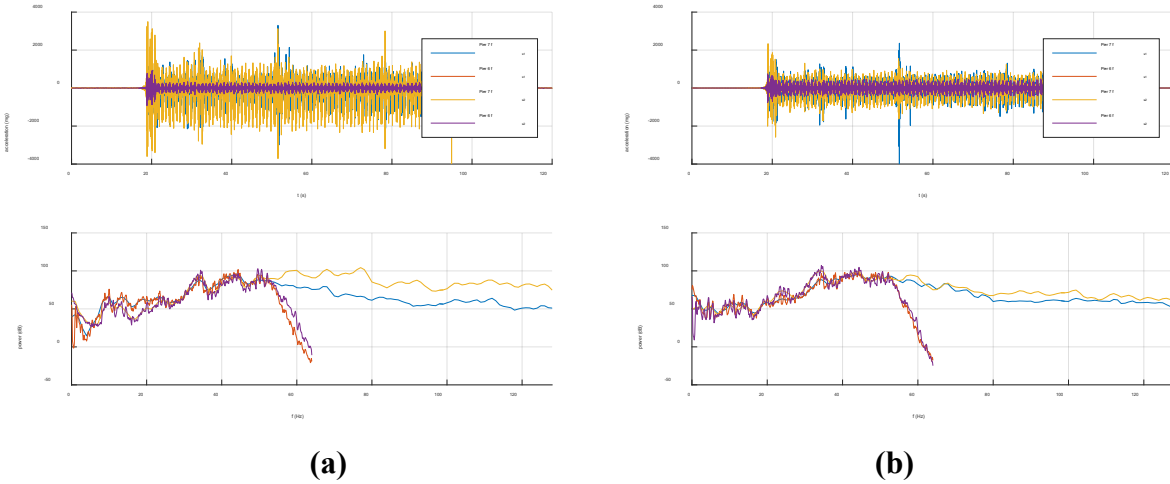 4000
2000
0
-2000
-4000
acceleration (mg)
Pier 7 f
Pier 8 f
Pier 7 f
Pier 8 f
0 20 40 60 80 100 120
t (s)
150
100
50
0
-50
power (dB)
0 20 40 60 80 100 120
f (Hz)
(a)
4000
2000
0
-2000
-4000
acceleration (mg)
Pier 7 f
Pier 8 f
Pier 7 f
Pier 8 f
0 20 40 60 80 100 120
t (s)
150
100
50
0
-50
power (dB)
0 20 40 60 80 100 120
f (Hz)
(b)